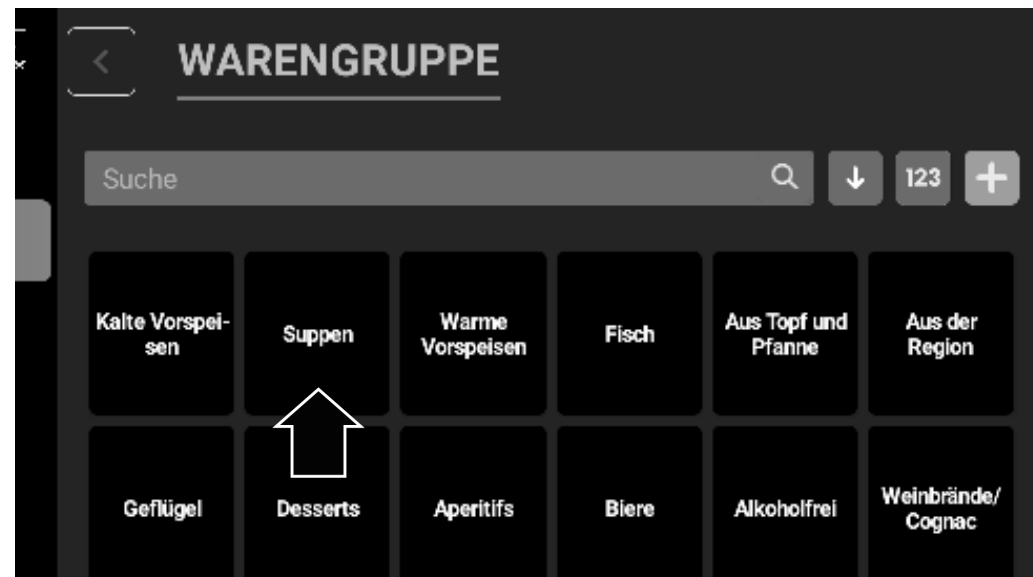 WARENGRUPPE
Suche
123
Kalte Vorspei-
sen
Suppen
Warme
Vorspeisen
Fisch
Aus Topf und
Pfanne
Aus der
Region
Geflügel
Desserts
Aperitifs
Biere
Alkoholfrei
Weinbrände/
Cognac